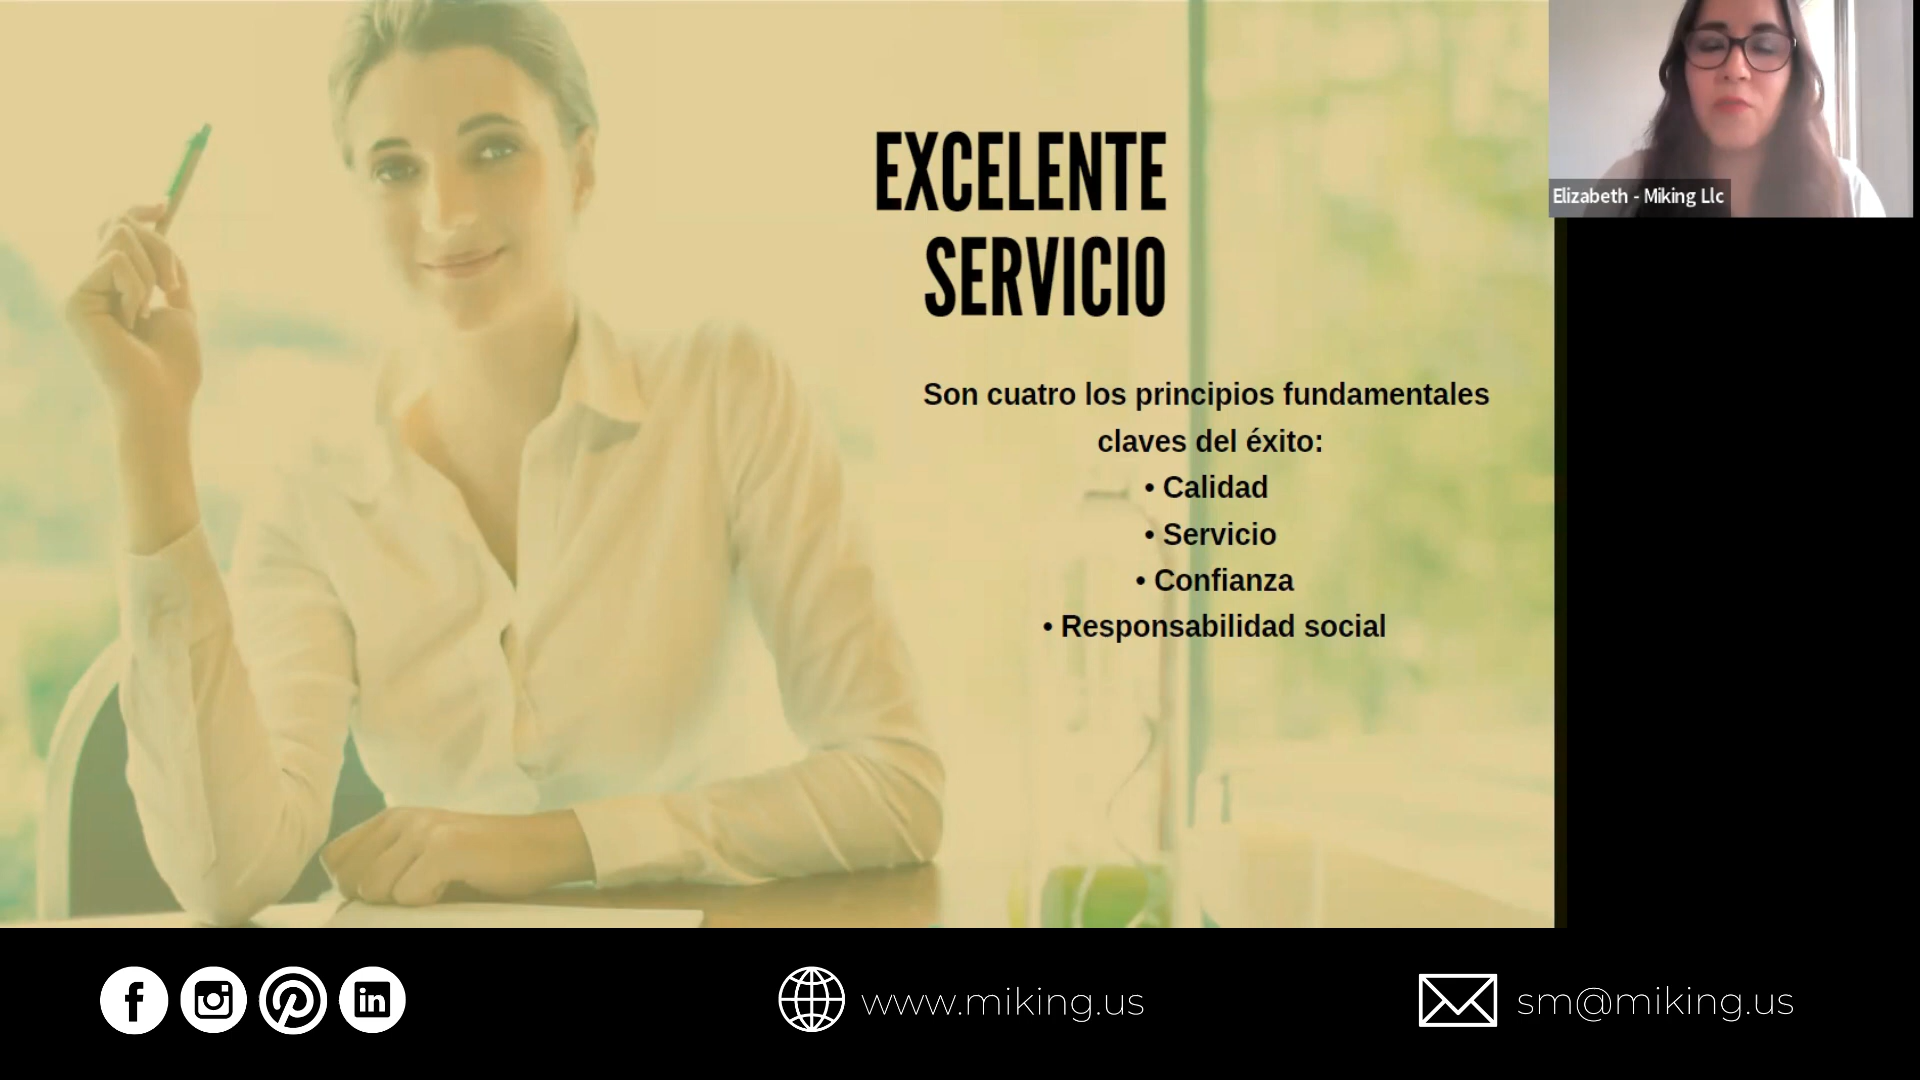 EXCELENTE
SERVICIO
Son cuatro los principios fundamentales
claves del éxito:
• Calidad
• Servicio
• Confianza
• Responsabilidad social
Elizabeth - Miking Llc
www.miking.us
sm@miking.us